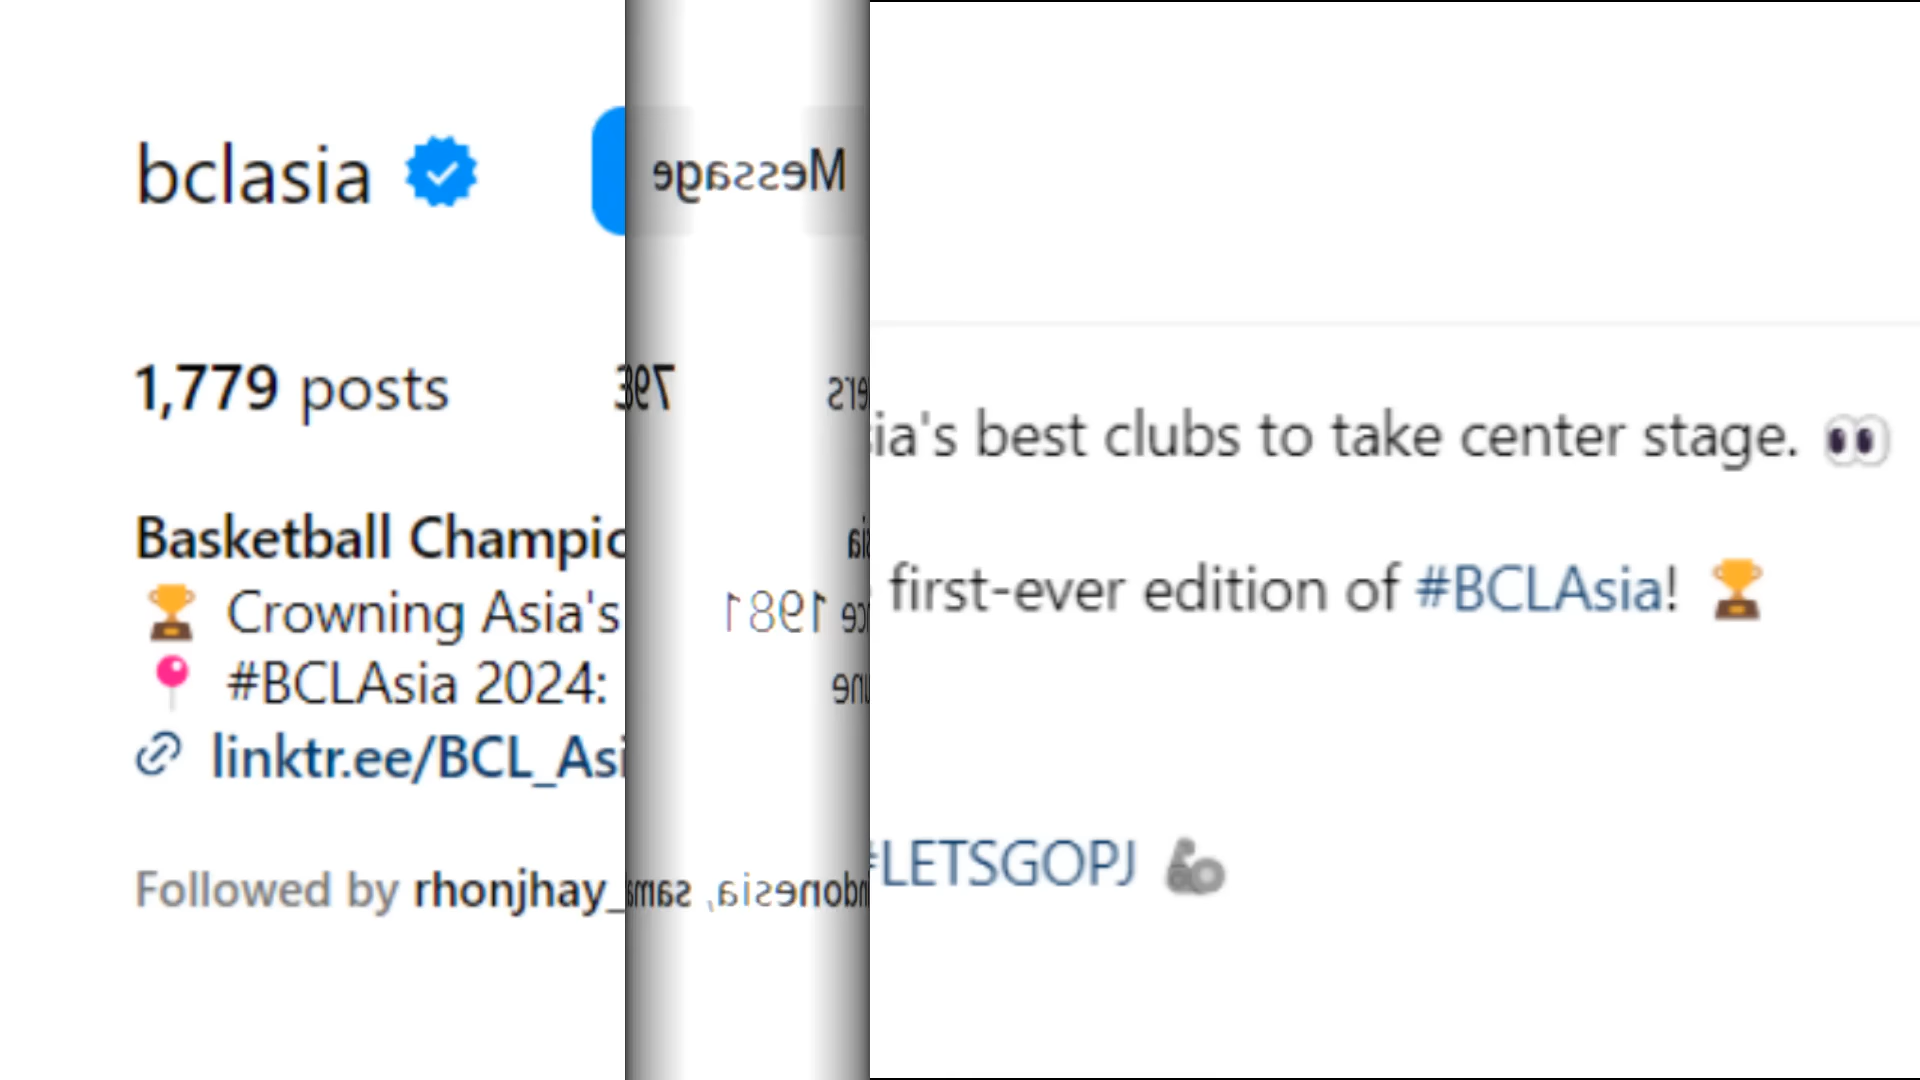 bclasia
Message
1,779 posts
Basketball Champio
Crowning Asia's
1981
#BCLAsia 2024:
linktr.ee/BCL_Asi
Followed by rhonjhay_
ia's best clubs to take center stage.
first-ever edition of #BCLAsia!
#LETSGOPJ